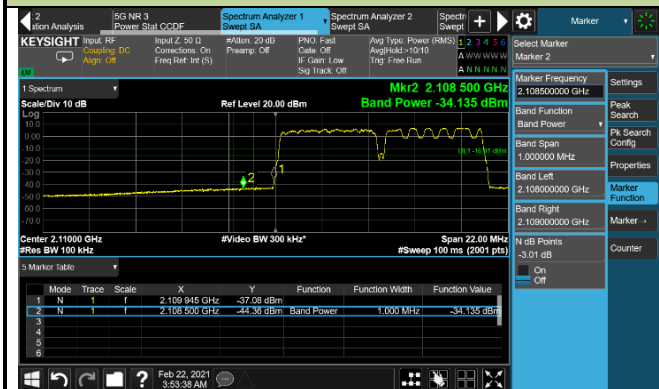 2
ation Analysis
5G NR 3
Power Stat CCDF
Spectrum Analyzer 1
Swept SA
Spectrum Analyzer 2
Swept SA
Spectr
Swept
+
Marker
KEYSIGHT
Input: RF
Coupling: DC
Align: Off
Input Z: 50 Ω
Corrections: On
Freq Ref: Int (S)
#Atten: 20 dB
Preamp: Off
PNO: Fast
Gate: Off
IF Gain: Low
Sig Track: Off
Avg Type: Power (RMS)
Avg|Hold:>10/10
Trig: Free Run
1 2 3 4 5 6
A W W W W W
A N N N N N
Select Marker
Marker 2
1 Spectrum
Scale/Div 10 dB
Ref Level 20.00 dBm
Mkr2 2.108 500 GHz
Band Power -34.135 dBm
Log
10.0
0.00
-10.0
-20.0
-30.0
-40.0
-50.0
-60.0
-70.0
2
1
Center 2.11000 GHz
#Res BW 100 kHz
#Video BW 300 kHz*
Span 22.00 MHz
#Sweep 100 ms (2001 pts)
5 Marker Table
Mode Trace Scale X Y Function Function Width Function Value
1 N 1 f 2.109 945 GHz -37.08 dBm
2 N 1 f 2.108 500 GHz -44.36 dBm Band Power 1.000 MHz -34.135 dBm
3
4
5
6
Marker Frequency
2.108500000 GHz
Band Function
Band Power
Band Span
1.000000 MHz
Band Left
2.108000000 GHz
Band Right
2.109000000 GHz
N dB Points
-3.01 dB
On
Off
Settings
Peak
Search
Pk Search
Config
Properties
Marker
Function
Marker→
Counter
?
Feb 22, 2021
3:53:38 AM